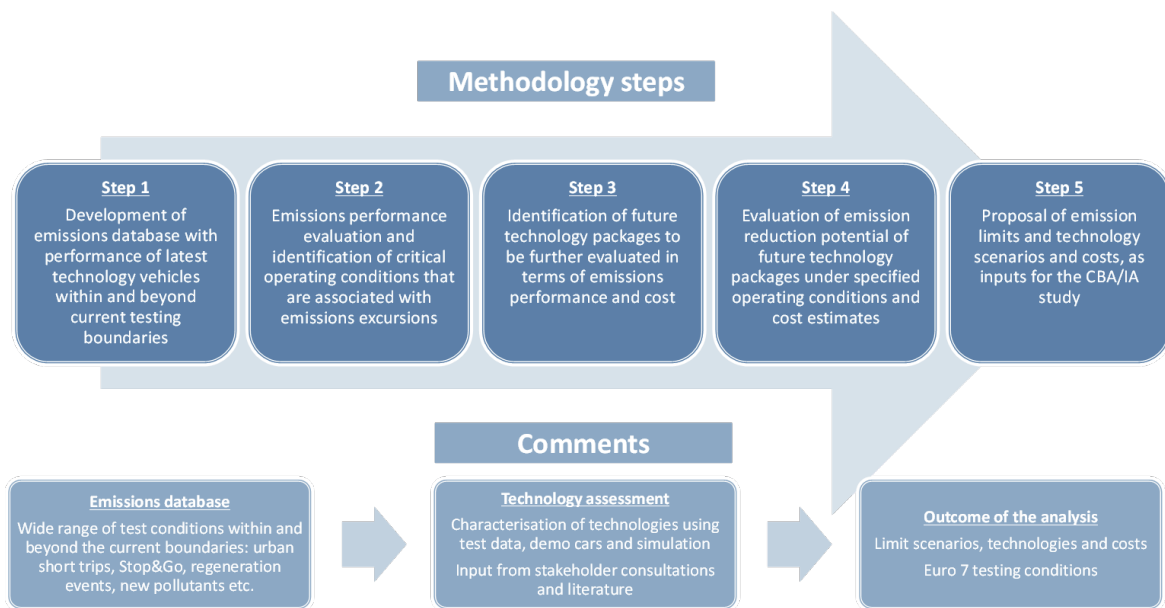 Methodology steps
Step 1
Development of
emissions database with
performance of latest
technology vehicles
within and beyond
current testing
boundaries
Step 2
Emissions performance
evaluation and
identification of critical
operating conditions that
are associated with
emissions excursions
Step 3
Identification of future
technology packages to
be further evaluated in
terms of emissions
performance and cost
Step 4
Evaluation of emission
reduction potential of
future technology
packages under specified
operating conditions and
cost estimates
Step 5
Proposal of emission
limits and technology
scenarios and costs, as
inputs for the CBA/IA
study
Comments
Emissions database
Wide range of test conditions within and
beyond the current boundaries: urban
short trips, Stop&Go, regeneration
events, new pollutants etc.
Technology assessment
Characterisation of technologies using
test data, demo cars and simulation
Input from stakeholder consultations
and literature
Outcome of the analysis
Limit scenarios, technologies and costs
Euro 7 testing conditions